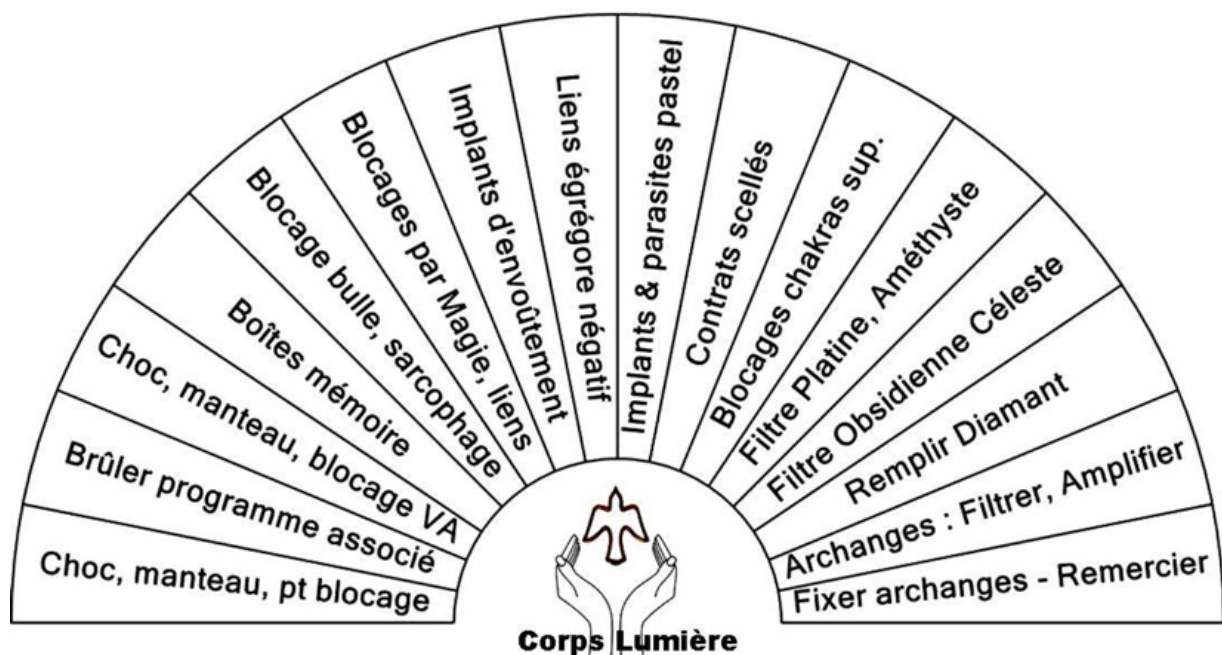 Choc, manteau, pt blocage
Brûler programme associé
Choc, manteau, blocage VA
Boîtes mémoire
Blocage bulle, sarcophage
Blocages par Magie, liens
Implants d'envoûtement
Liens égrégore négatif
Implants & parasites pastel
Contrats scellés
Blocages chakras sup.
Filtre Platine, Améthyste
Filtre Obsidienne Céleste
Remplir Diamant
Archanges : Filtrer, Amplifier
Fixer archanges - Remercier
Corps Lumière